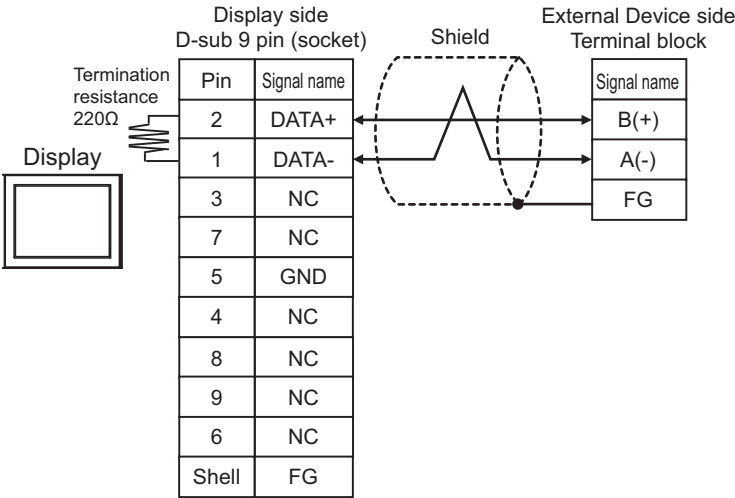 Display side
D-sub 9 pin (socket)
Shield
External Device side
Terminal block
Termination
resistance
220Ω
Display
Pin Signal name
2 DATA+
1 DATA-
3 NC
7 NC
5 GND
4 NC
8 NC
9 NC
6 NC
Shell FG
Signal name
B(+)
A(-)
FG